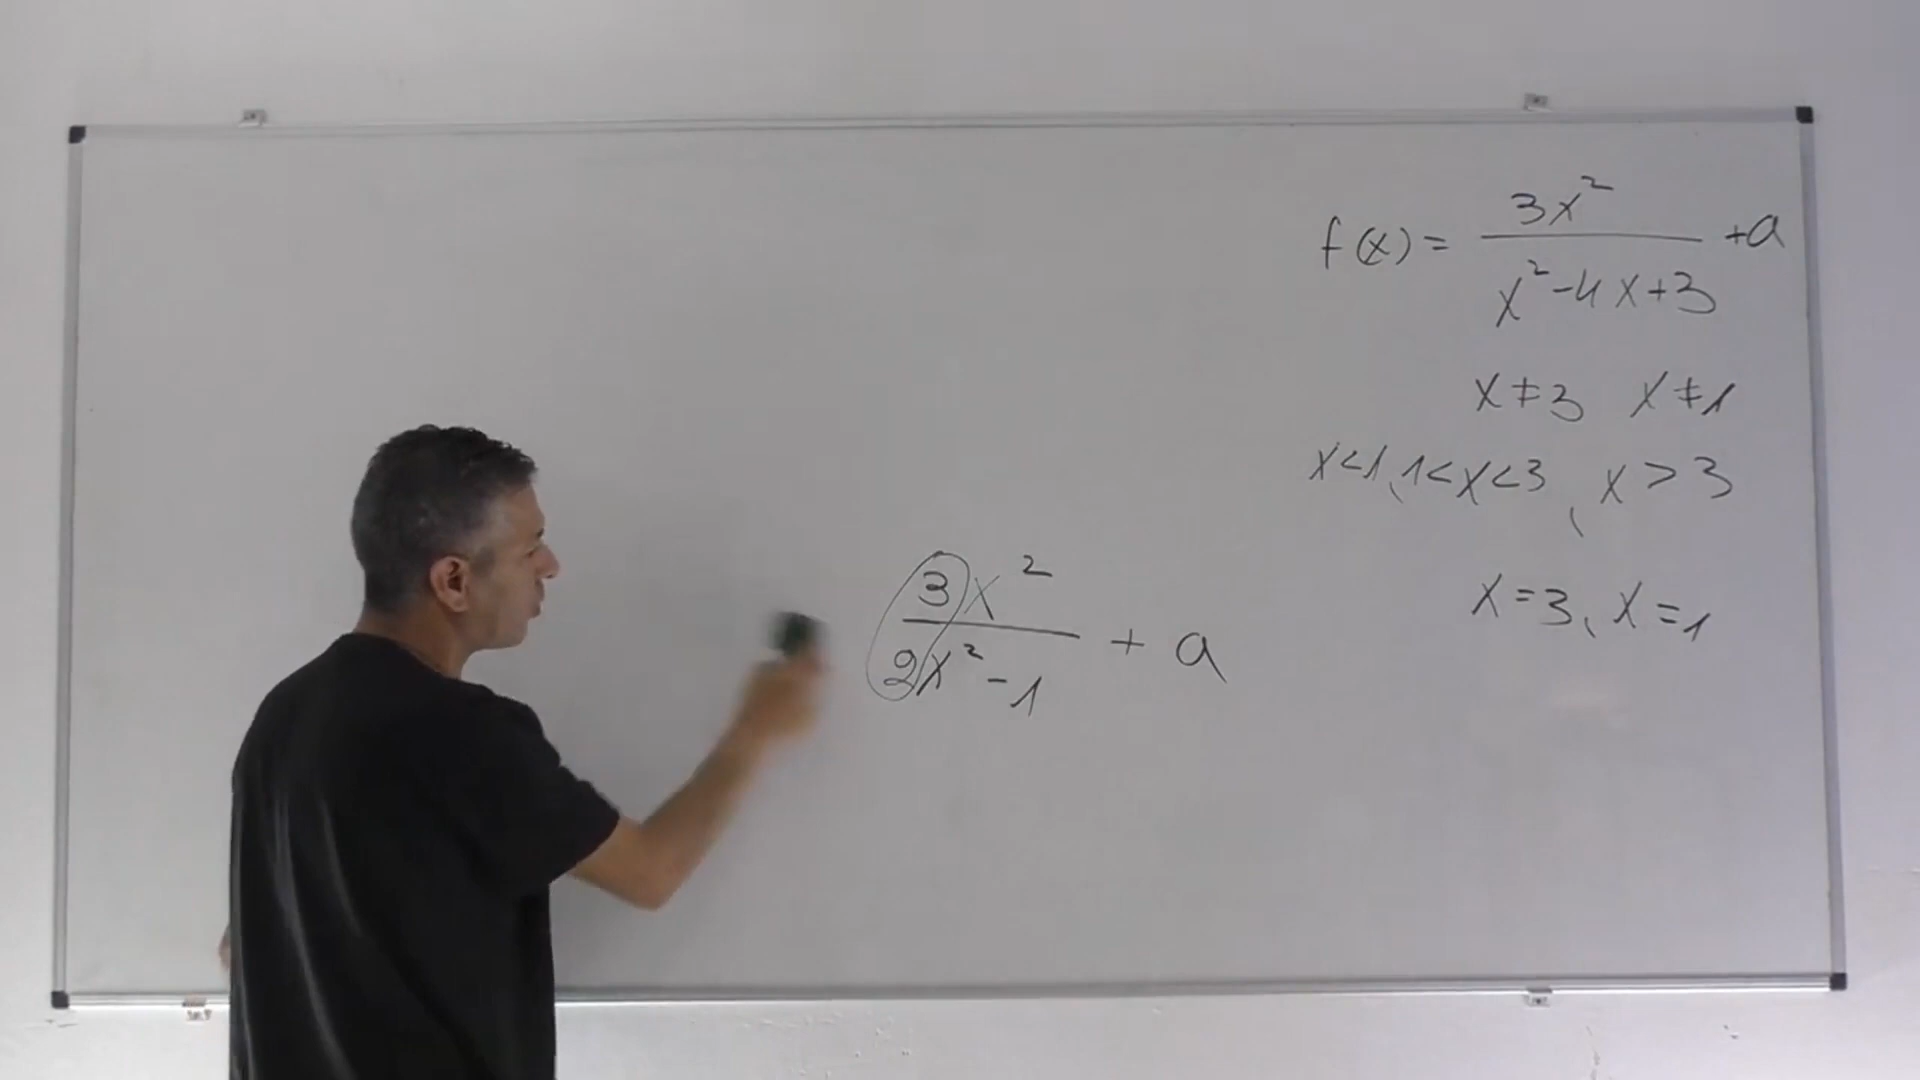 f(x) = 3x² / x²-4x+3 +a
x≠3 x≠1
x<1, 1<x<3, x>3
x=3, x=1
3x² / 2x²-1 + a